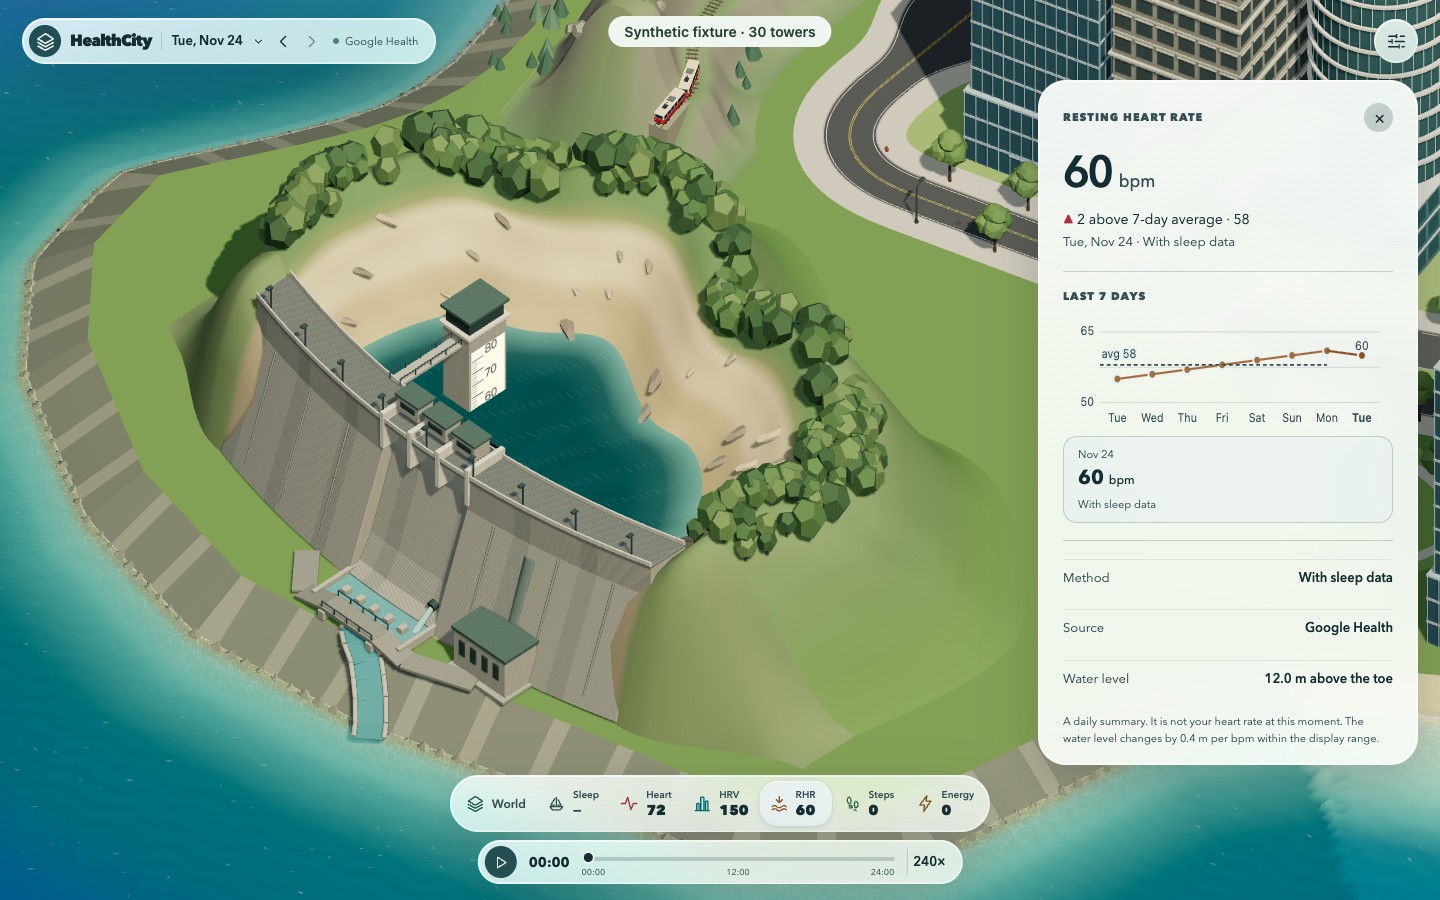 HealthCity
Tue, Nov 24
Google Health
Synthetic fixture · 30 towers
RESTING HEART RATE
60 bpm
2 above 7-day average · 58
Tue, Nov 24 · With sleep data
LAST 7 DAYS
65
avg 58
60
50
Tue Wed Thu Fri Sat Sun Mon Tue
Nov 24
60 bpm
With sleep data
Method With sleep data
Source Google Health
Water level 12.0 m above the toe
A daily summary. It is not your heart rate at this moment. The
water level changes by 0.4 m per bpm within the display range.
80
70
60
World
Sleep
–
Heart
72
HRV
150
RHR
60
Steps
0
Energy
0
00:00
00:00 12:00 24:00
240×